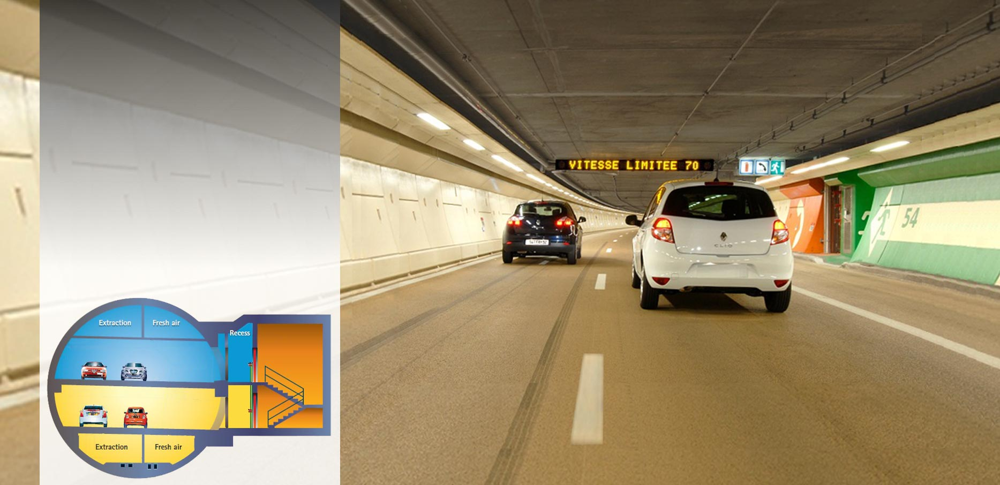 VITESSE LIMITEE 70
CLIO
54
Extraction
Fresh air
Recess
Extraction
Fresh air